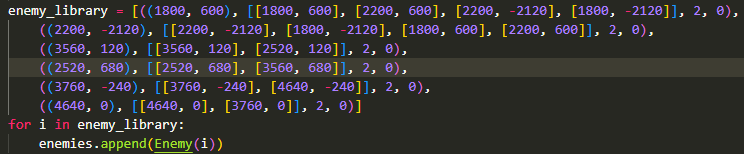 enemy_library = [((1800, 600), [[1800, 600], [2200, 600], [2200, -2120], [1800, -2120]], 2, 0),
((2200, -2120), [[2200, -2120], [1800, -2120], [1800, 600], [2200, 600]], 2, 0),
((3560, 120), [[3560, 120], [2520, 120]], 2, 0),
((2520, 680), [[2520, 680], [3560, 680]], 2, 0),
((3760, -240), [[3760, -240], [4640, -240]], 2, 0),
((4640, 0), [[4640, 0], [3760, 0]], 2, 0)]
for i in enemy_library:
enemies.append(Enemy(i))